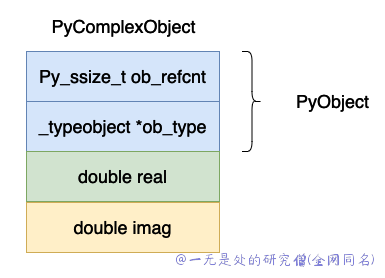 PyComplexObject
Py_ssize_t ob_refcnt
_typeobject *ob_type
PyObject
double real
double imag
@一无是处的研究僧(全网同名)